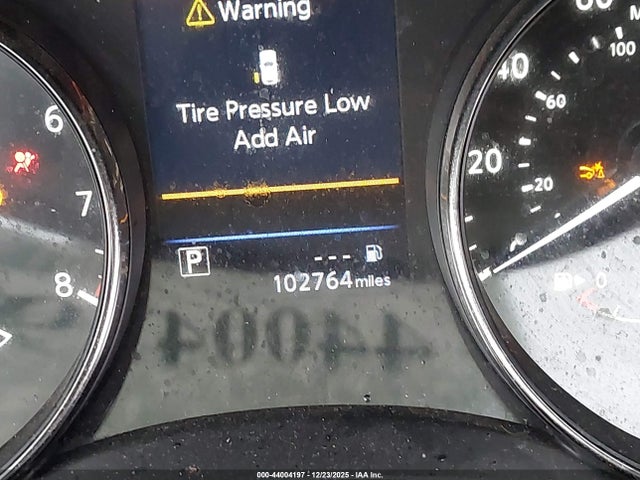 Warning
Tire Pressure Low
Add Air
6
7
8
40
20
60
100
20
P
---
102764 miles
0
000-44004197 - 12/23/2025 - IAA Inc.